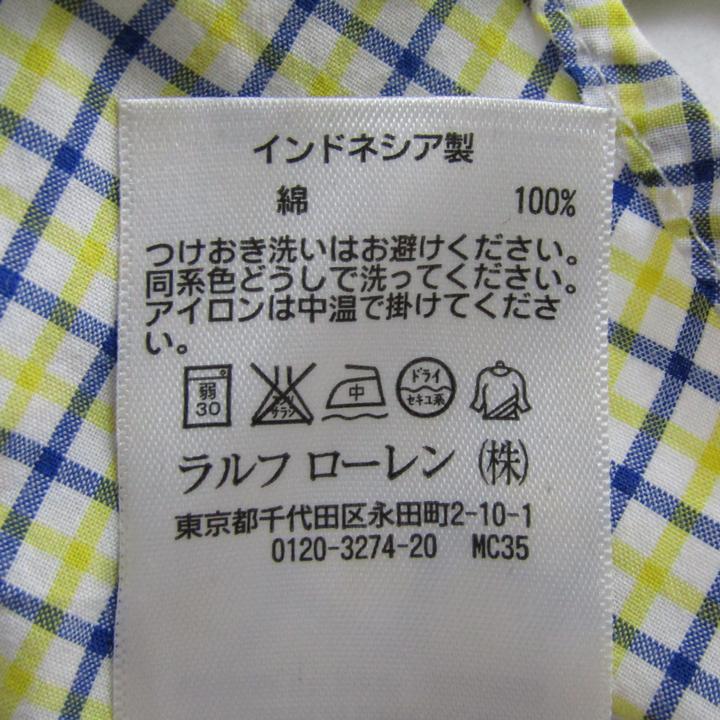 インドネシア製
綿 100%
つけおき洗いはお避けください。
同系色どうしで洗ってください。
アイロンは中温で掛けてくださ
い。
弱 30 エンソ サラシ 中 ドライ セキユ系
ラルフ ローレン (株)
東京都千代田区永田町2-10-1
0120-3274-20 MC35